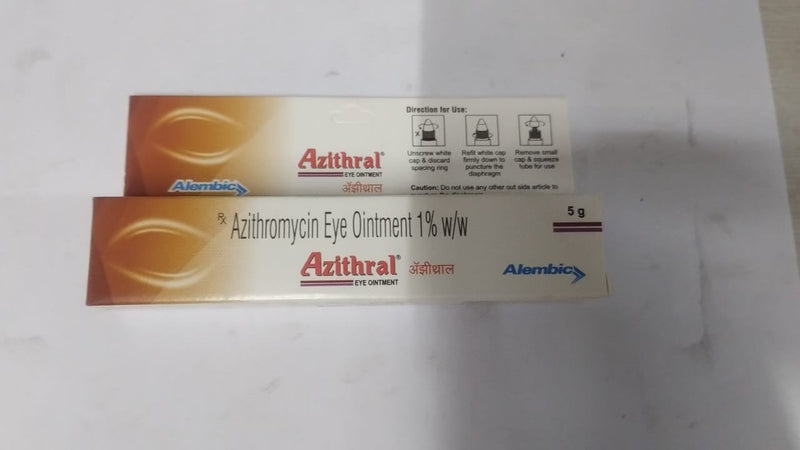 Direction for Use:
X
Unscrew white
cap & discard
spacing ring
Refit white cap
firmly down to
puncture the
diaphragm
Remove small
cap & squeeze
tube for use
Azithral®
EYE OINTMENT
अ‍ॅझीथ्राल
Alembic
Caution: Do not use any other out side article to
Rx Azithromycin Eye Ointment 1% w/w
5 g
Azithral®
EYE OINTMENT
अ‍ॅझीथ्राल
Alembic